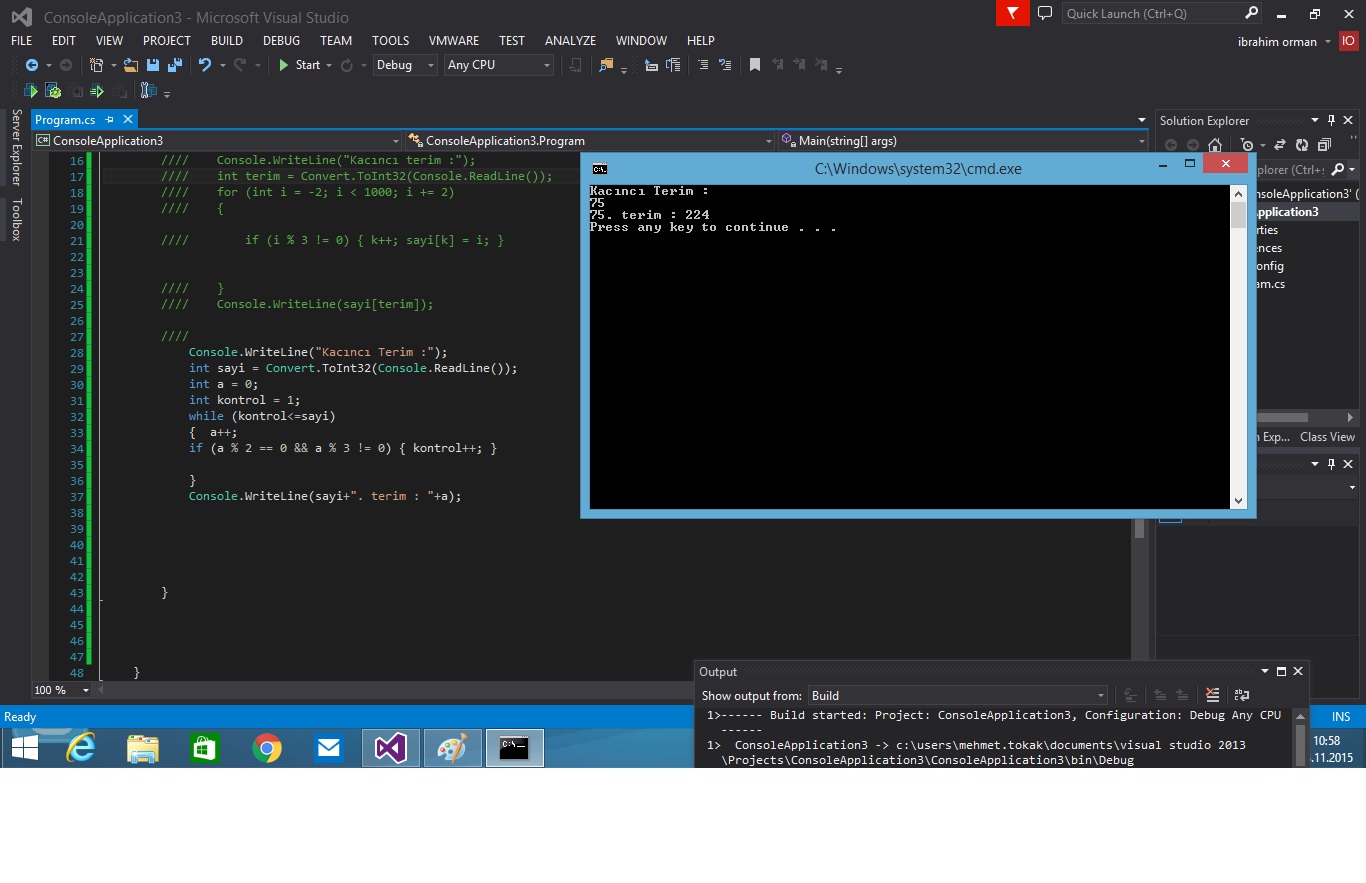 ConsoleApplication3 - Microsoft Visual Studio
Quick Launch (Ctrl+Q)
FILE EDIT VIEW PROJECT BUILD DEBUG TEAM TOOLS VMWARE TEST ANALYZE WINDOW HELP
ibrahim orman
IO
Start Debug Any CPU
Server Explorer
Toolbox
Program.cs
C# ConsoleApplication3
ConsoleApplication3.Program
Main(string[] args)
16 //// Console.WriteLine("Kacıncı terim :");
17 //// int terim = Convert.ToInt32(Console.ReadLine());
18 //// for (int i = -2; i < 1000; i += 2)
19 //// {
20
21 //// if (i % 3 != 0) { k++; sayi[k] = i; }
22
23
24 //// }
25 //// Console.WriteLine(sayi[terim]);
26
27 ////
28 Console.WriteLine("Kacıncı Terim :");
29 int sayi = Convert.ToInt32(Console.ReadLine());
30 int a = 0;
31 int kontrol = 1;
32 while (kontrol<=sayi)
33 { a++;
34 if (a % 2 == 0 && a % 3 != 0) { kontrol++; }
35
36 }
37 Console.WriteLine(sayi+". terim : "+a);
38
39
40
41
42
43 }
44
45
46
47
48 }
100 %
C:\Windows\system32\cmd.exe
Kacıncı Terim :
75
75. terim : 224
Press any key to continue . . .
Solution Explorer
plorer (Ctrl+;
nsoleApplication3' (
pplication3
rties
ences
onfig
am.cs
Exp... Class View
Output
Show output from: Build
1>------ Build started: Project: ConsoleApplication3, Configuration: Debug Any CPU
------
1> ConsoleApplication3 -> c:\users\mehmet.tokak\documents\visual studio 2013
\Projects\ConsoleApplication3\ConsoleApplication3\bin\Debug
Ready
INS
10:58
.11.2015